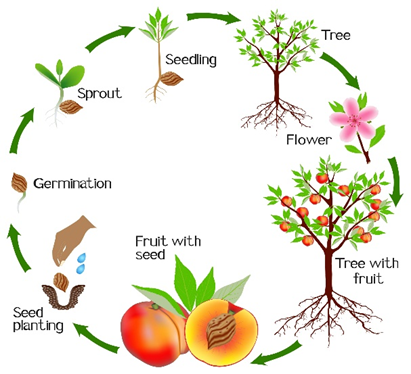 Seedling
Tree
Sprout
Flower
Germination
Fruit with
seed
Tree with
fruit
Seed
planting